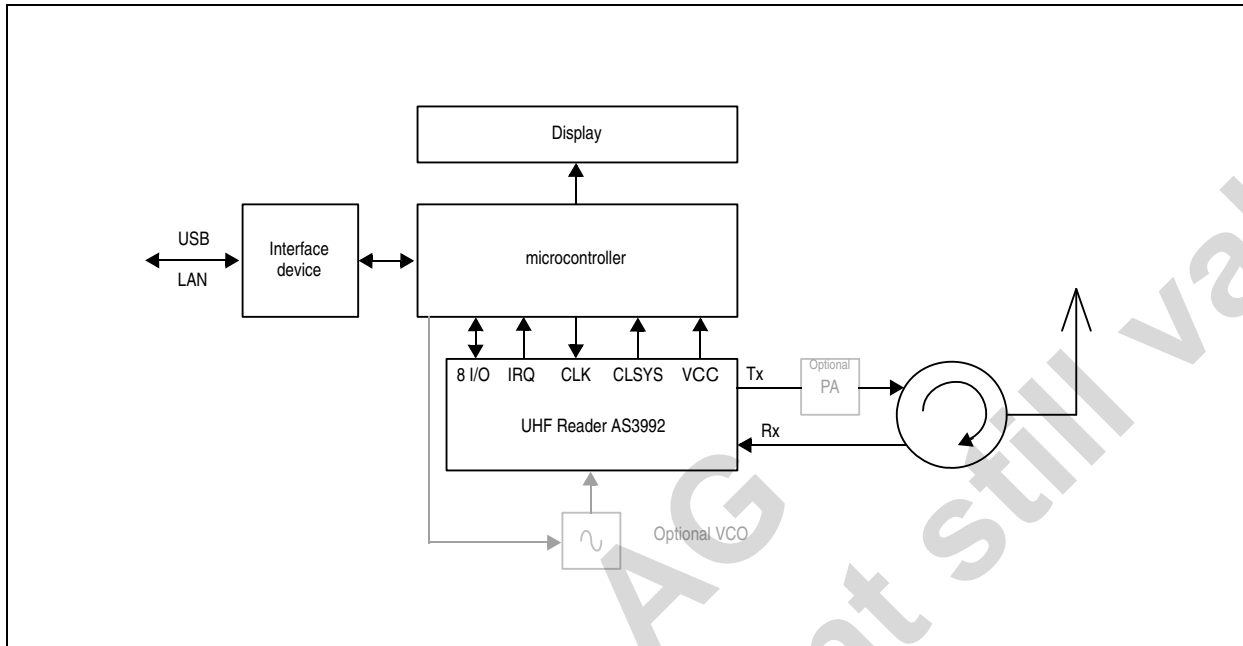 Display
USB
LAN
Interface
device
microcontroller
8 I/O IRQ CLK CLSYS VCC
UHF Reader AS3992
Tx
Optional
PA
Rx
Optional VCO
AG
still